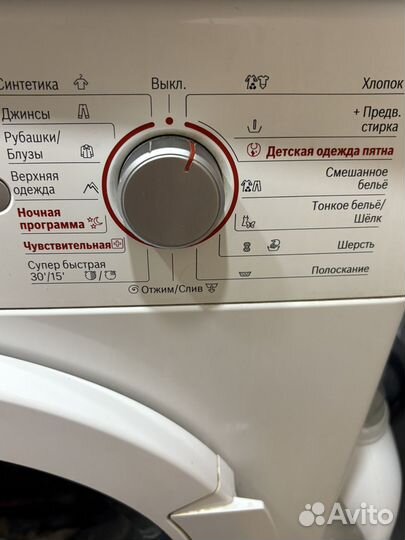 Синтетика
Выкл.
Хлопок
Джинсы
+ Предв.
стирка
Рубашки/
Блузы
Детская одежда пятна
Верхняя
одежда
Смешанное
бельё
Ночная
программа
Тонкое бельё/
Шёлк
Чувствительная
Шерсть
Супер быстрая
30'/15'
Полоскание
Отжим/Слив
Avito